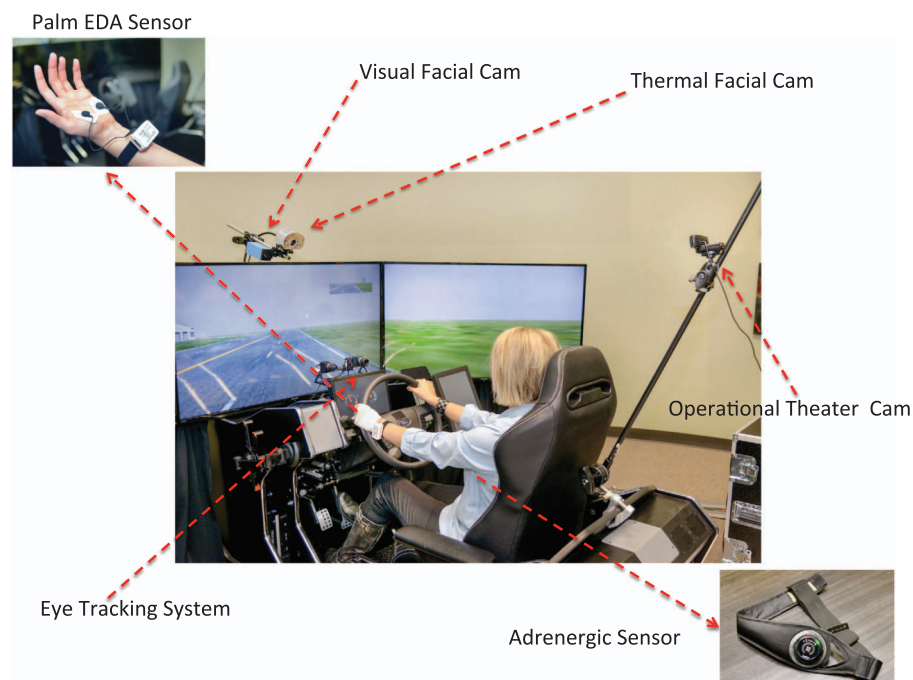 Palm EDA Sensor
Visual Facial Cam
Thermal Facial Cam
Operational Theater Cam
Eye Tracking System
Adrenergic Sensor